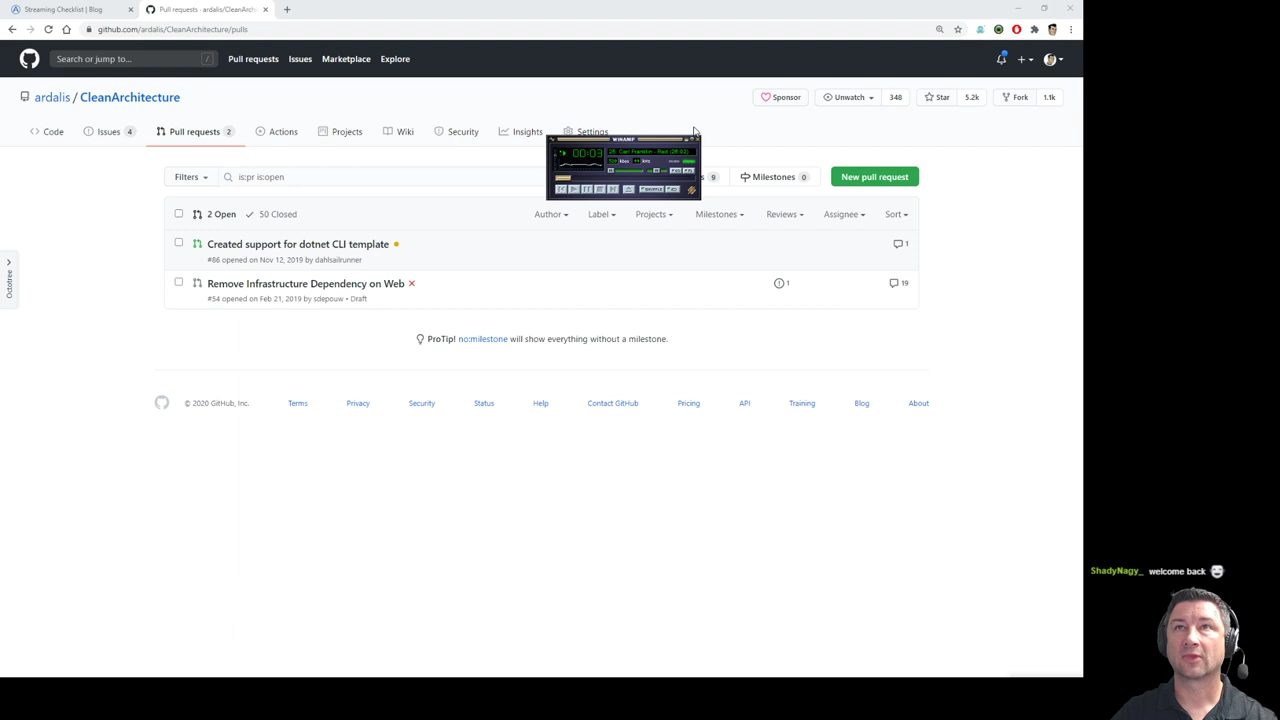 Streaming Checklist | Blog
Pull requests · ardalis/CleanArch
github.com/ardalis/CleanArchitecture/pulls
Search or jump to... /
Pull requests Issues Marketplace Explore
ardalis / CleanArchitecture
Sponsor Unwatch 348 Star 5.2k Fork 1.1k
Code Issues 4 Pull requests 2 Actions Projects Wiki Security Insights Settings
WINAMP
00:03
Filters is:pr is:open
9 Milestones 0 New pull request
2 Open 50 Closed Author Label Projects Milestones Reviews Assignee Sort
Created support for dotnet CLI template 1
#86 opened on Nov 12, 2019 by dahlsailrunner
Remove Infrastructure Dependency on Web 1 19
#54 opened on Feb 21, 2019 by sdepouw • Draft
Octotree
ProTip! no:milestone will show everything without a milestone.
© 2020 GitHub, Inc. Terms Privacy Security Status Help Contact GitHub Pricing API Training Blog About
ShadyNagy_ welcome back